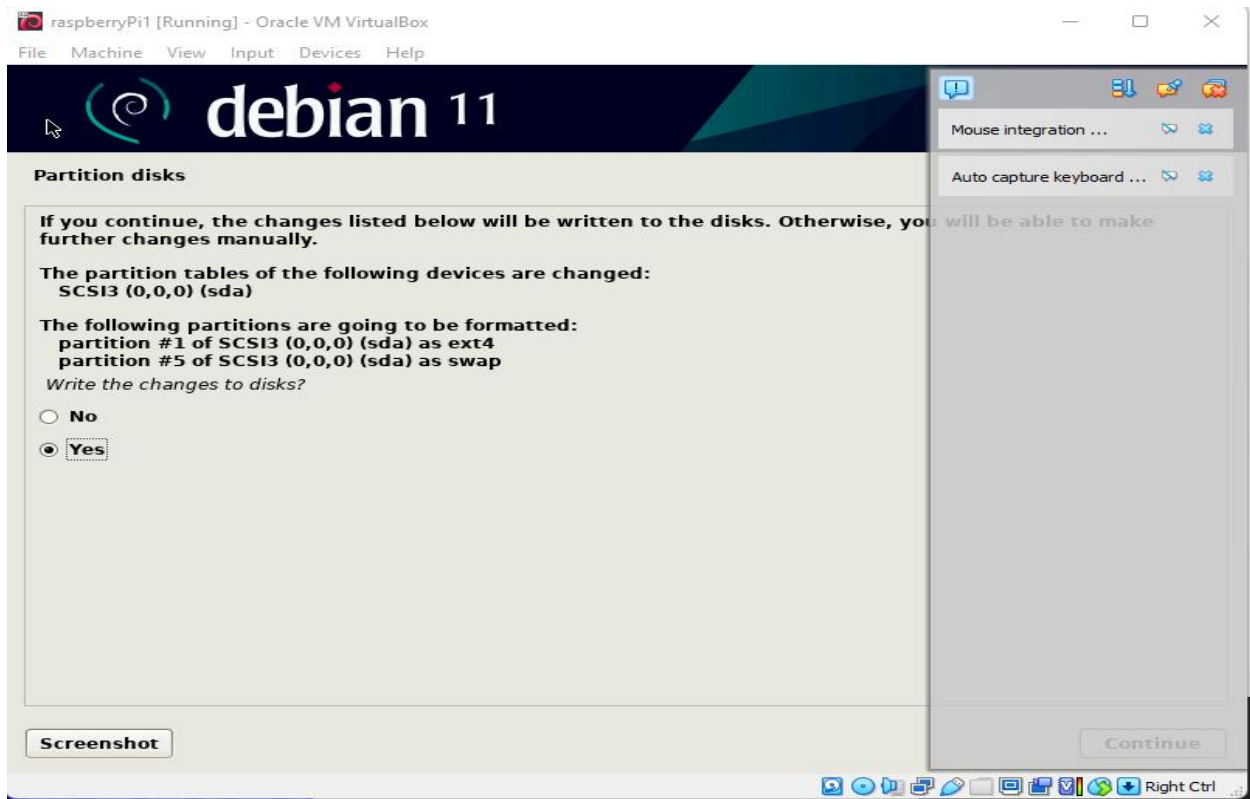 raspberryPi1 [Running] - Oracle VM VirtualBox
File Machine View Input Devices Help
debian 11
Mouse integration ...
Auto capture keyboard ...
Partition disks
If you continue, the changes listed below will be written to the disks. Otherwise, you will be able to make
further changes manually.
The partition tables of the following devices are changed:
SCSI3 (0,0,0) (sda)
The following partitions are going to be formatted:
partition #1 of SCSI3 (0,0,0) (sda) as ext4
partition #5 of SCSI3 (0,0,0) (sda) as swap
Write the changes to disks?
No
Yes
Screenshot
Continue
Right Ctrl